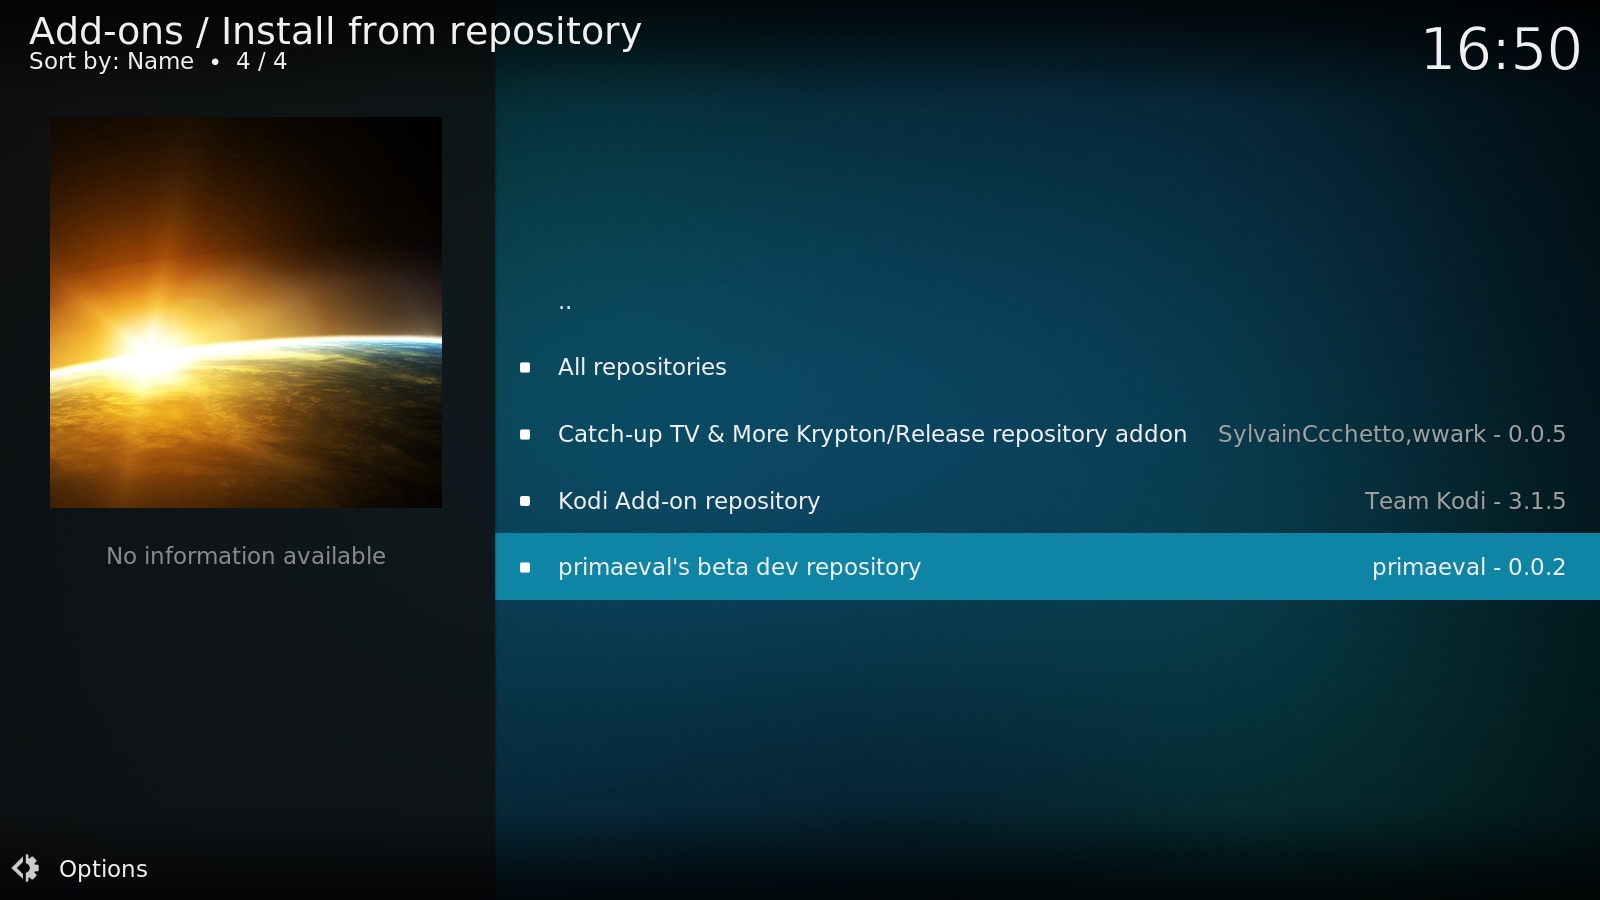 Add-ons / Install from repository
Sort by: Name • 4 / 4
16:50
..
All repositories
Catch-up TV & More Krypton/Release repository addon SylvainCcchetto,wwark - 0.0.5
Kodi Add-on repository Team Kodi - 3.1.5
primaeval's beta dev repository primaeval - 0.0.2
No information available
Options